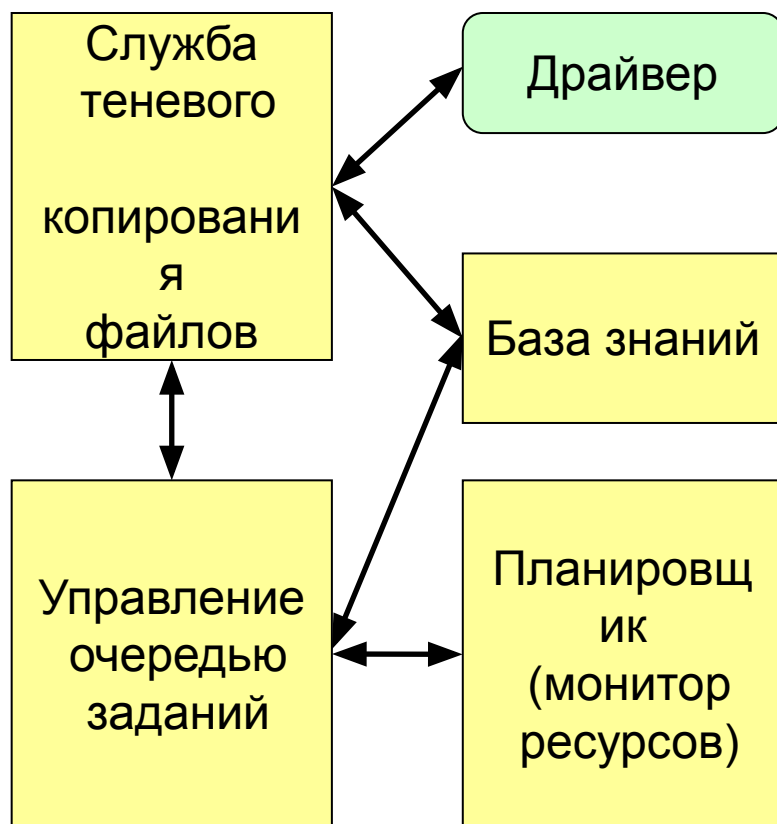 Служба
теневого
копировани
я
файлов
Драйвер
База знаний
Управление
очередью
заданий
Планировщ
ик
(монитор
ресурсов)